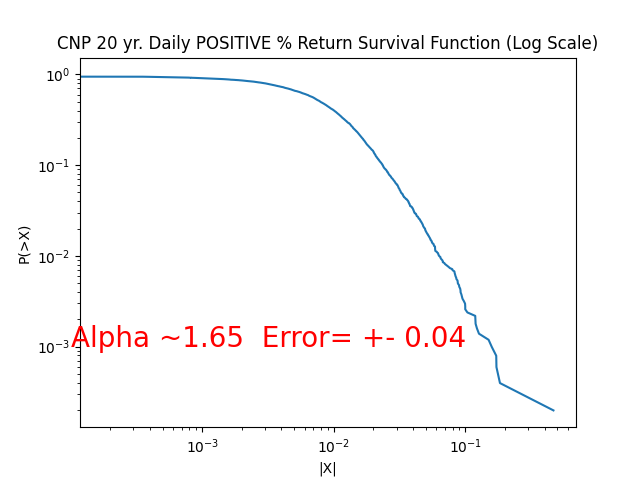 CNP 20 yr. Daily POSITIVE % Return Survival Function (Log Scale)
10⁰
10⁻¹
10⁻²
10⁻³
P(>X)
Alpha ~1.65  Error= +- 0.04
10⁻³ 10⁻² 10⁻¹
|X|